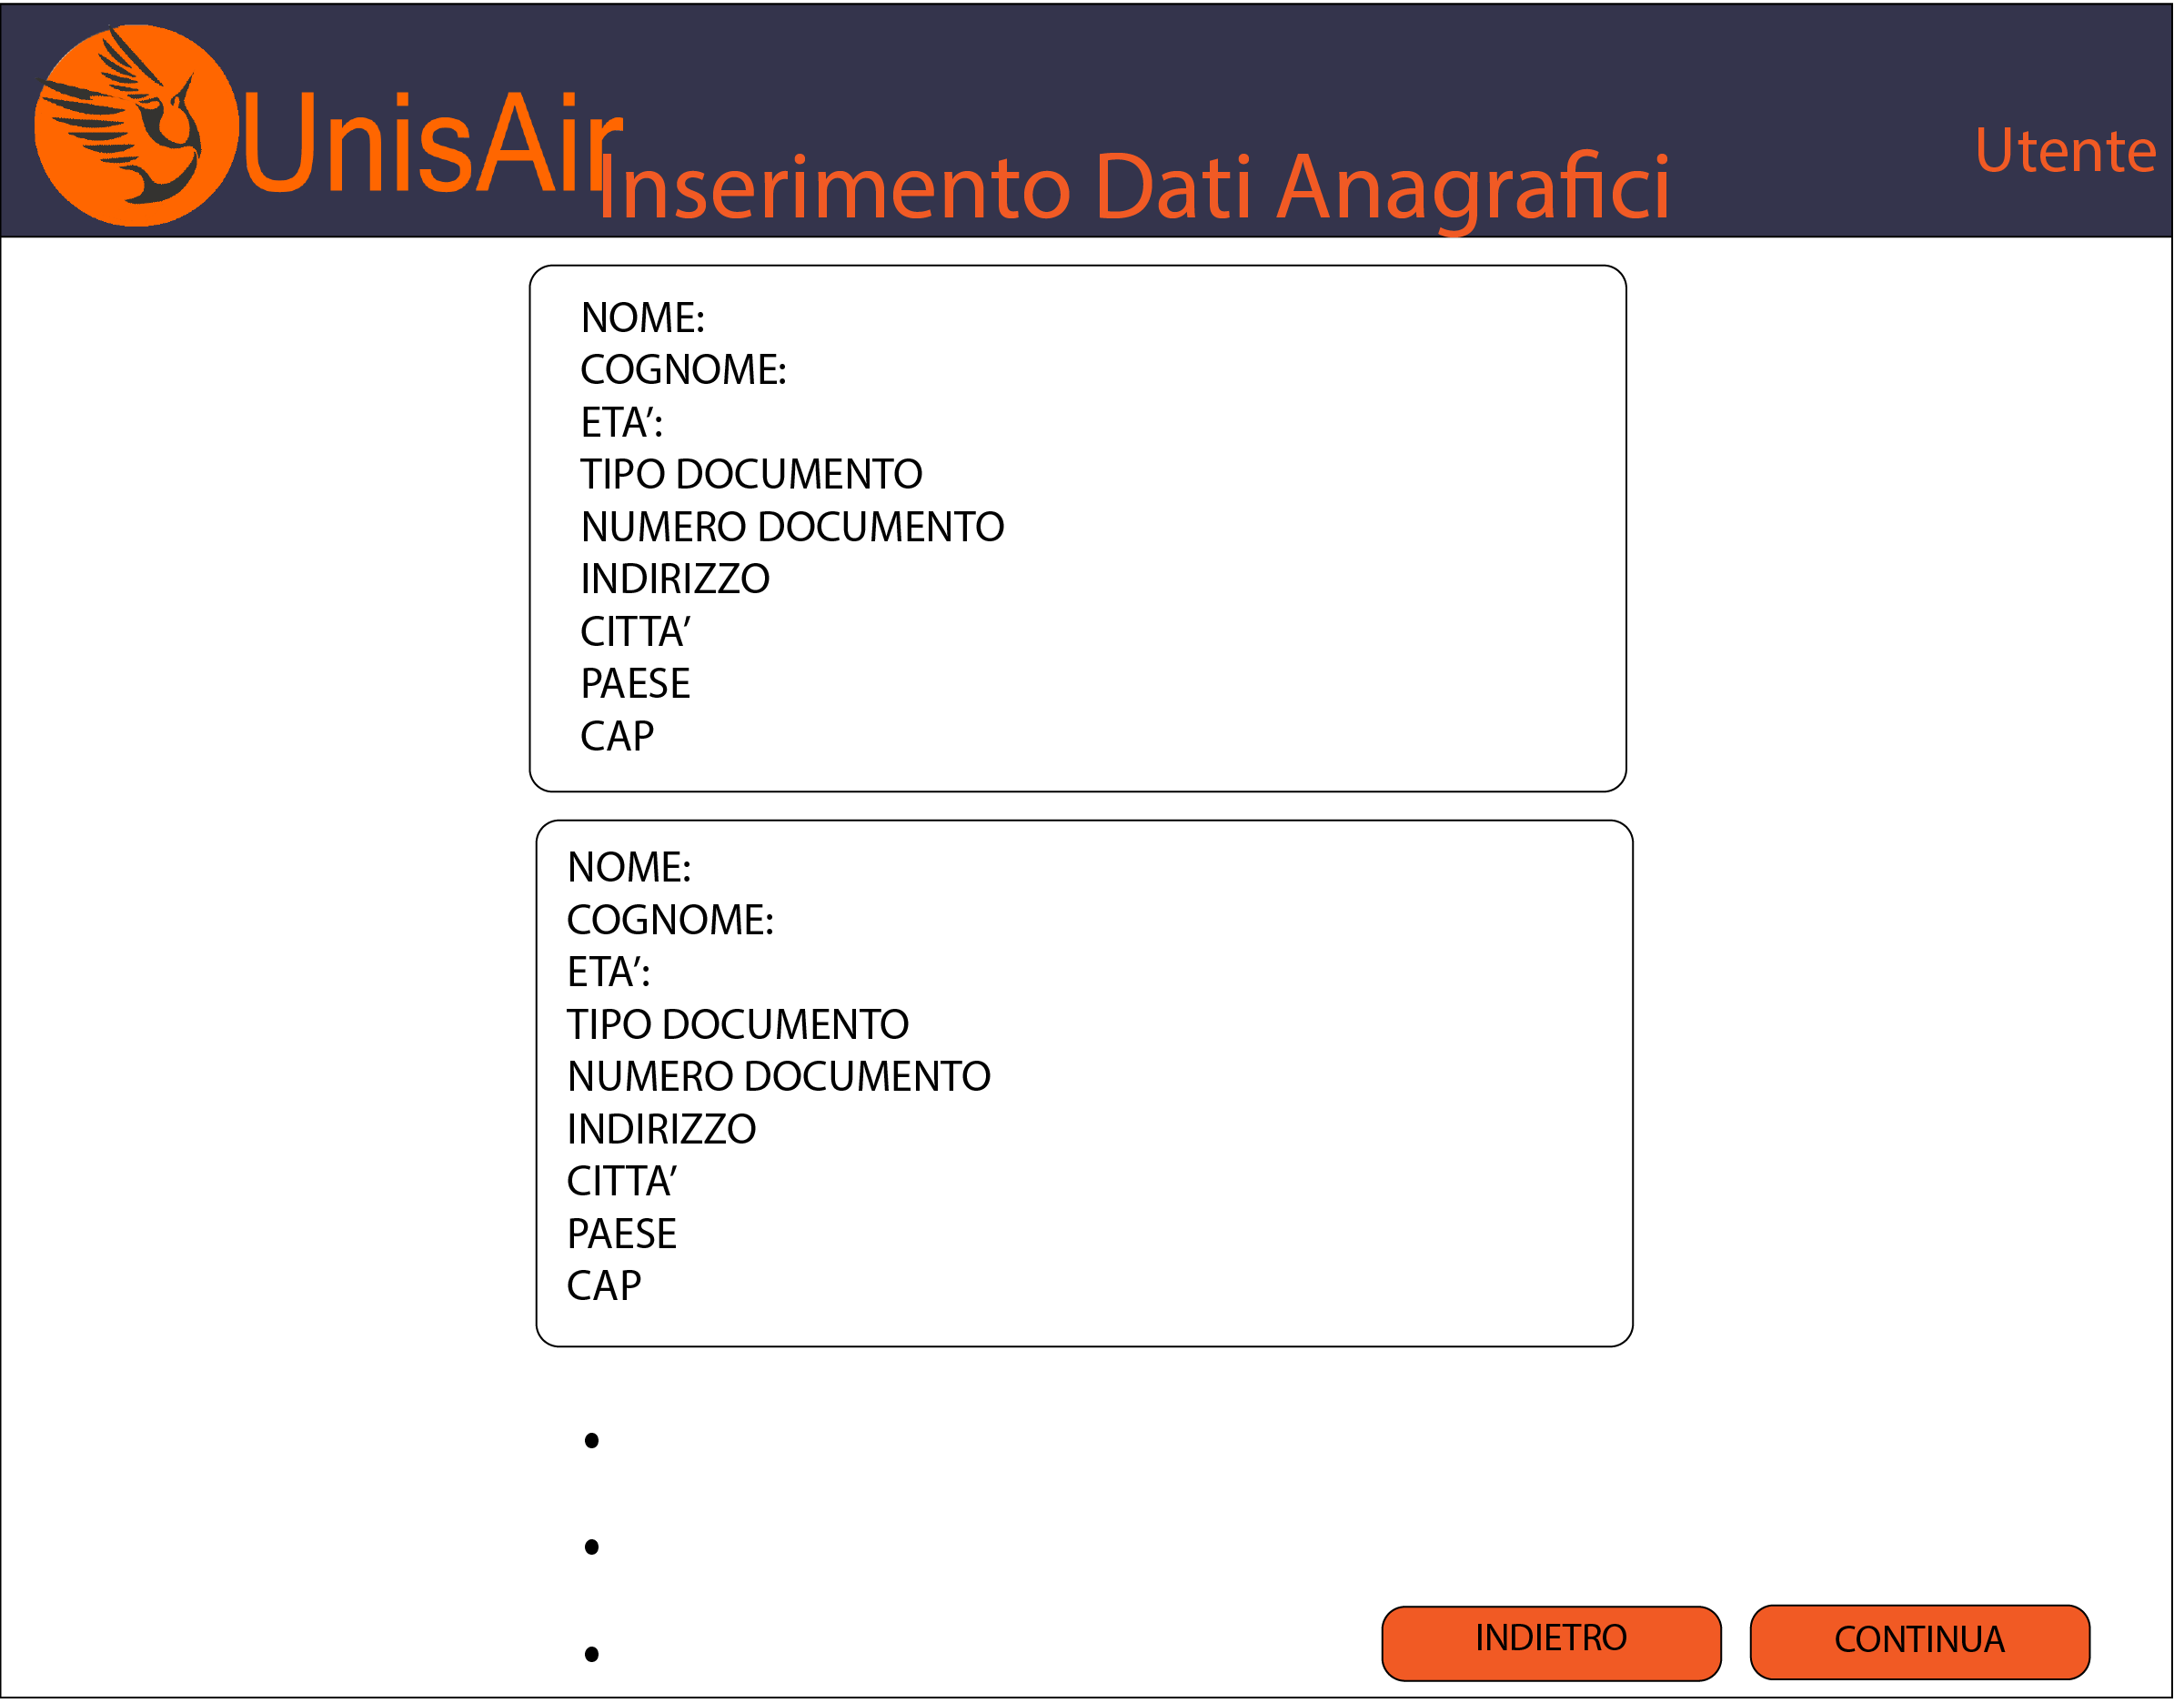 UnisAir
Inserimento Dati Anagrafici
Utente
NOME:
COGNOME:
ETA’:
TIPO DOCUMENTO
NUMERO DOCUMENTO
INDIRIZZO
CITTA’
PAESE
CAP
NOME:
COGNOME:
ETA’:
TIPO DOCUMENTO
NUMERO DOCUMENTO
INDIRIZZO
CITTA’
PAESE
CAP
•
•
•
INDIETRO
CONTINUA